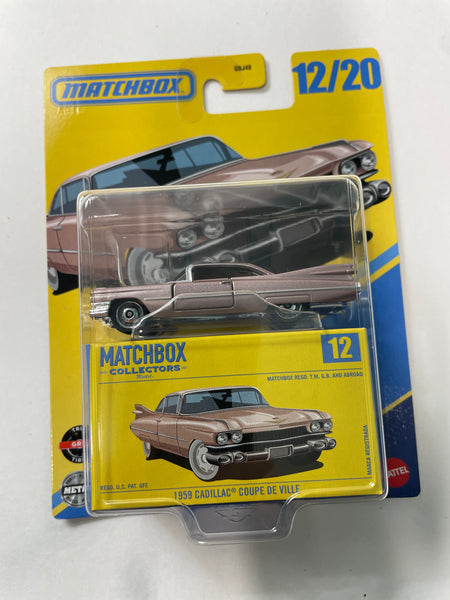 GBJ48
MATCHBOX
12/20
MATCHBOX
COLLECTORS
12
MATCHBOX REGD. T.M. G.B. AND ABROAD
MARCA REGISTRADA
REGD. U.S. PAT. OFF.
1959 CADILLAC® COUPE DE VILLE
MATTEL